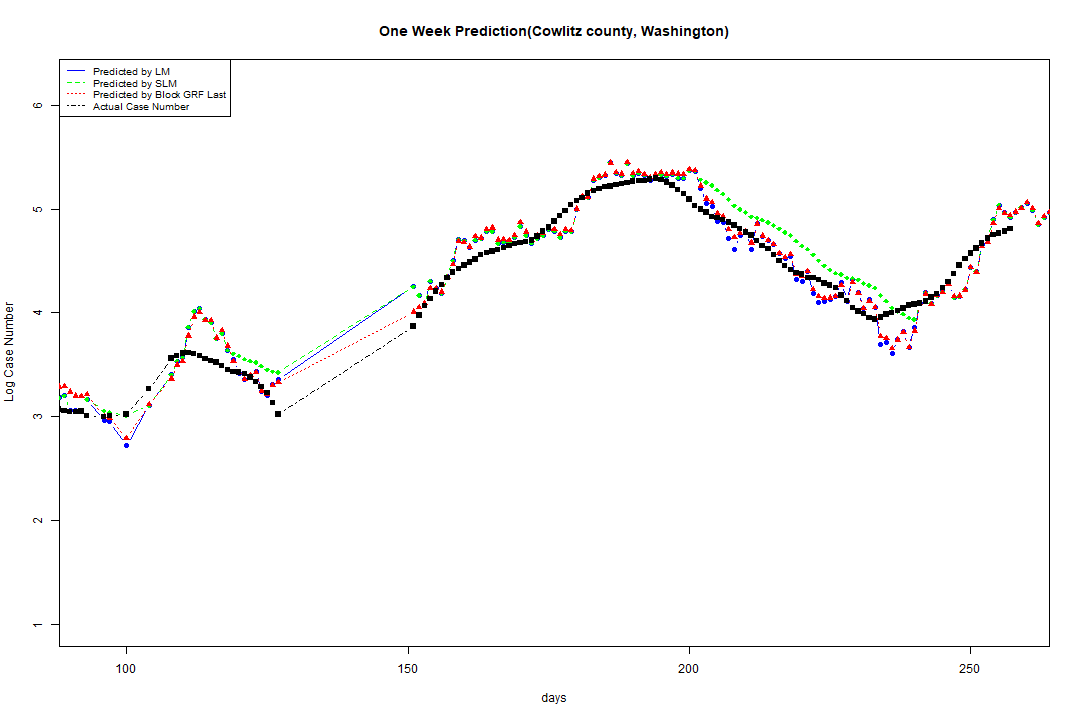 One Week Prediction(Cowlitz county, Washington)
Predicted by LM
Predicted by SLM
Predicted by Block GRF Last
Actual Case Number
6
5
4
3
2
1
Log Case Number
100
150
200
250
days